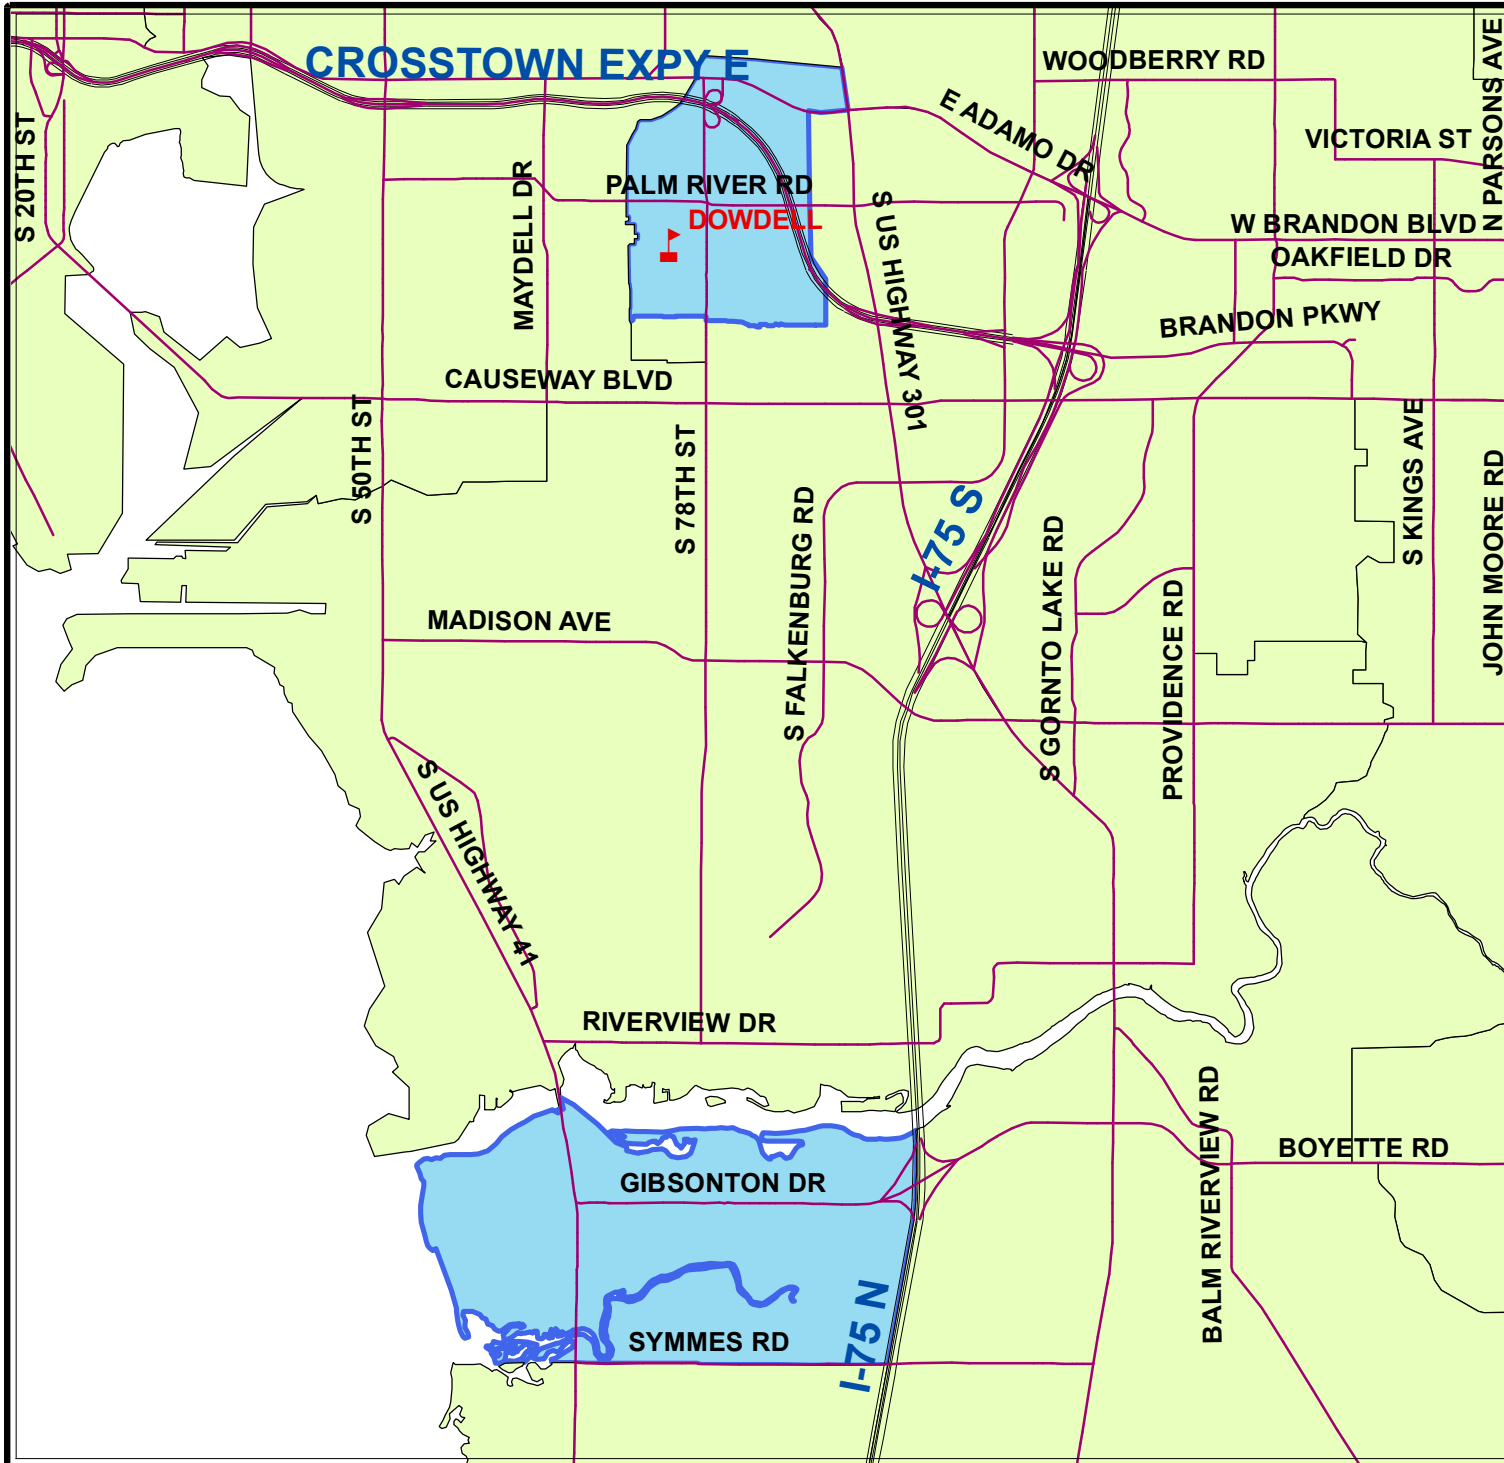 CROSSTOWN EXPY E
WOODBERRY RD
N PARSONS AVE
E ADAMO DR
VICTORIA ST
S 20TH ST
MAYDELL DR
PALM RIVER RD
DOWDELL
S US HIGHWAY 301
W BRANDON BLVD
OAKFIELD DR
BRANDON PKWY
CAUSEWAY BLVD
S 50TH ST
S 78TH ST
S KINGS AVE
JOHN MOORE RD
S FALKENBURG RD
I-75 S
S GORNTO LAKE RD
PROVIDENCE RD
MADISON AVE
S US HIGHWAY 41
RIVERVIEW DR
BALM RIVERVIEW RD
BOYETTE RD
GIBSONTON DR
I-75 N
SYMMES RD